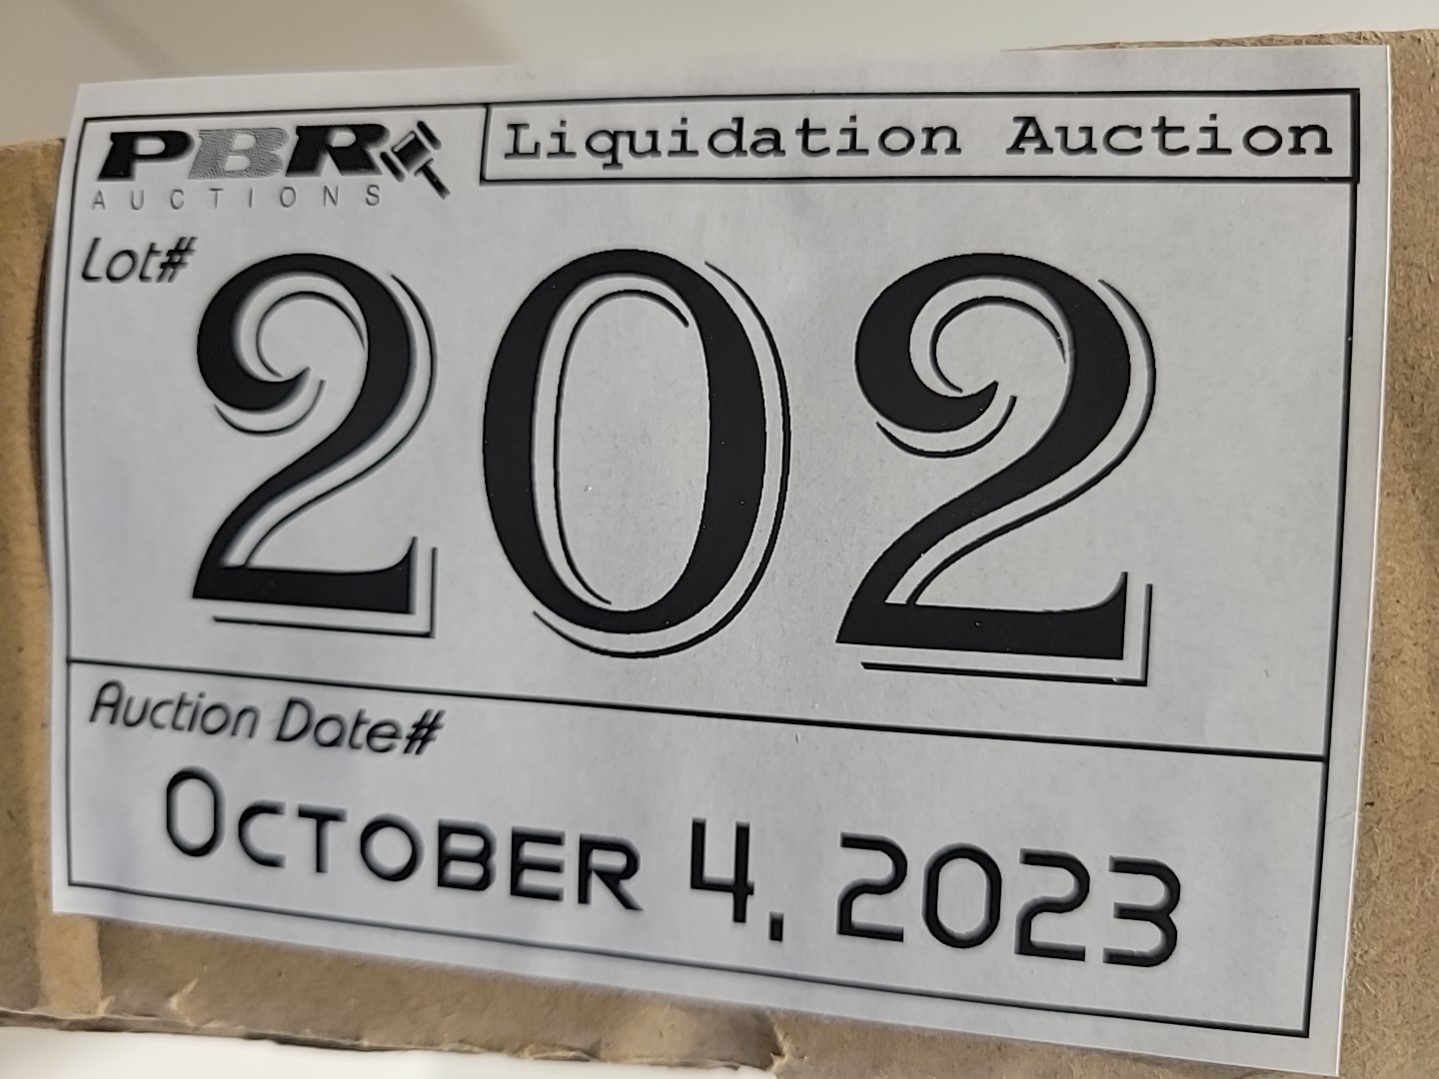 PBR
AUCTIONS
Liquidation Auction
Lot#
202
Auction Date#
October 4, 2023